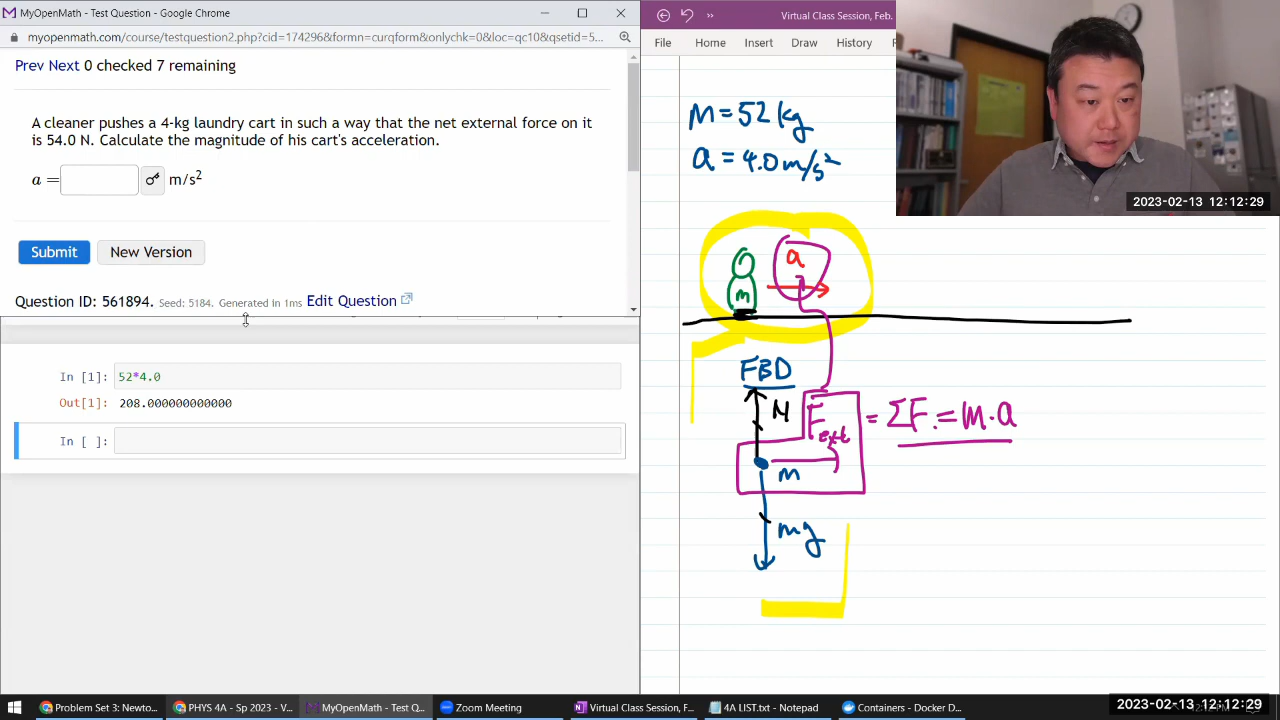 MyOpenMath - Test Question - Google Chrome
myopenmath.com/course/testquestion2.php?cid=174296&formn=curqform&onlychk=0&loc=qc10&qsetid=5...
Prev Next 0 checked 7 remaining
A cleaner pushes a 4-kg laundry cart in such a way that the net external force on it
is 54.0 N. Calculate the magnitude of his cart's acceleration.
a = m/s²
Submit New Version
Question ID: 561894. Seed: 5184. Generated in 1ms Edit Question
In [1]: 52*4.0
Out[1]: 208.000000000000
In [ ]:
Virtual Class Session, Feb.
File Home Insert Draw History
M = 52 kg
a = 4.0 m/s²
a
m
FBD
N
F ext = ΣF = m·a
m
mg
2023-02-13 12:12:29
Problem Set 3: Newto... PHYS 4A - Sp 2023 - V... MyOpenMath - Test Q... Zoom Meeting Virtual Class Session, F... 4A LIST.txt - Notepad Containers - Docker D...
2023-02-13 12:12:29